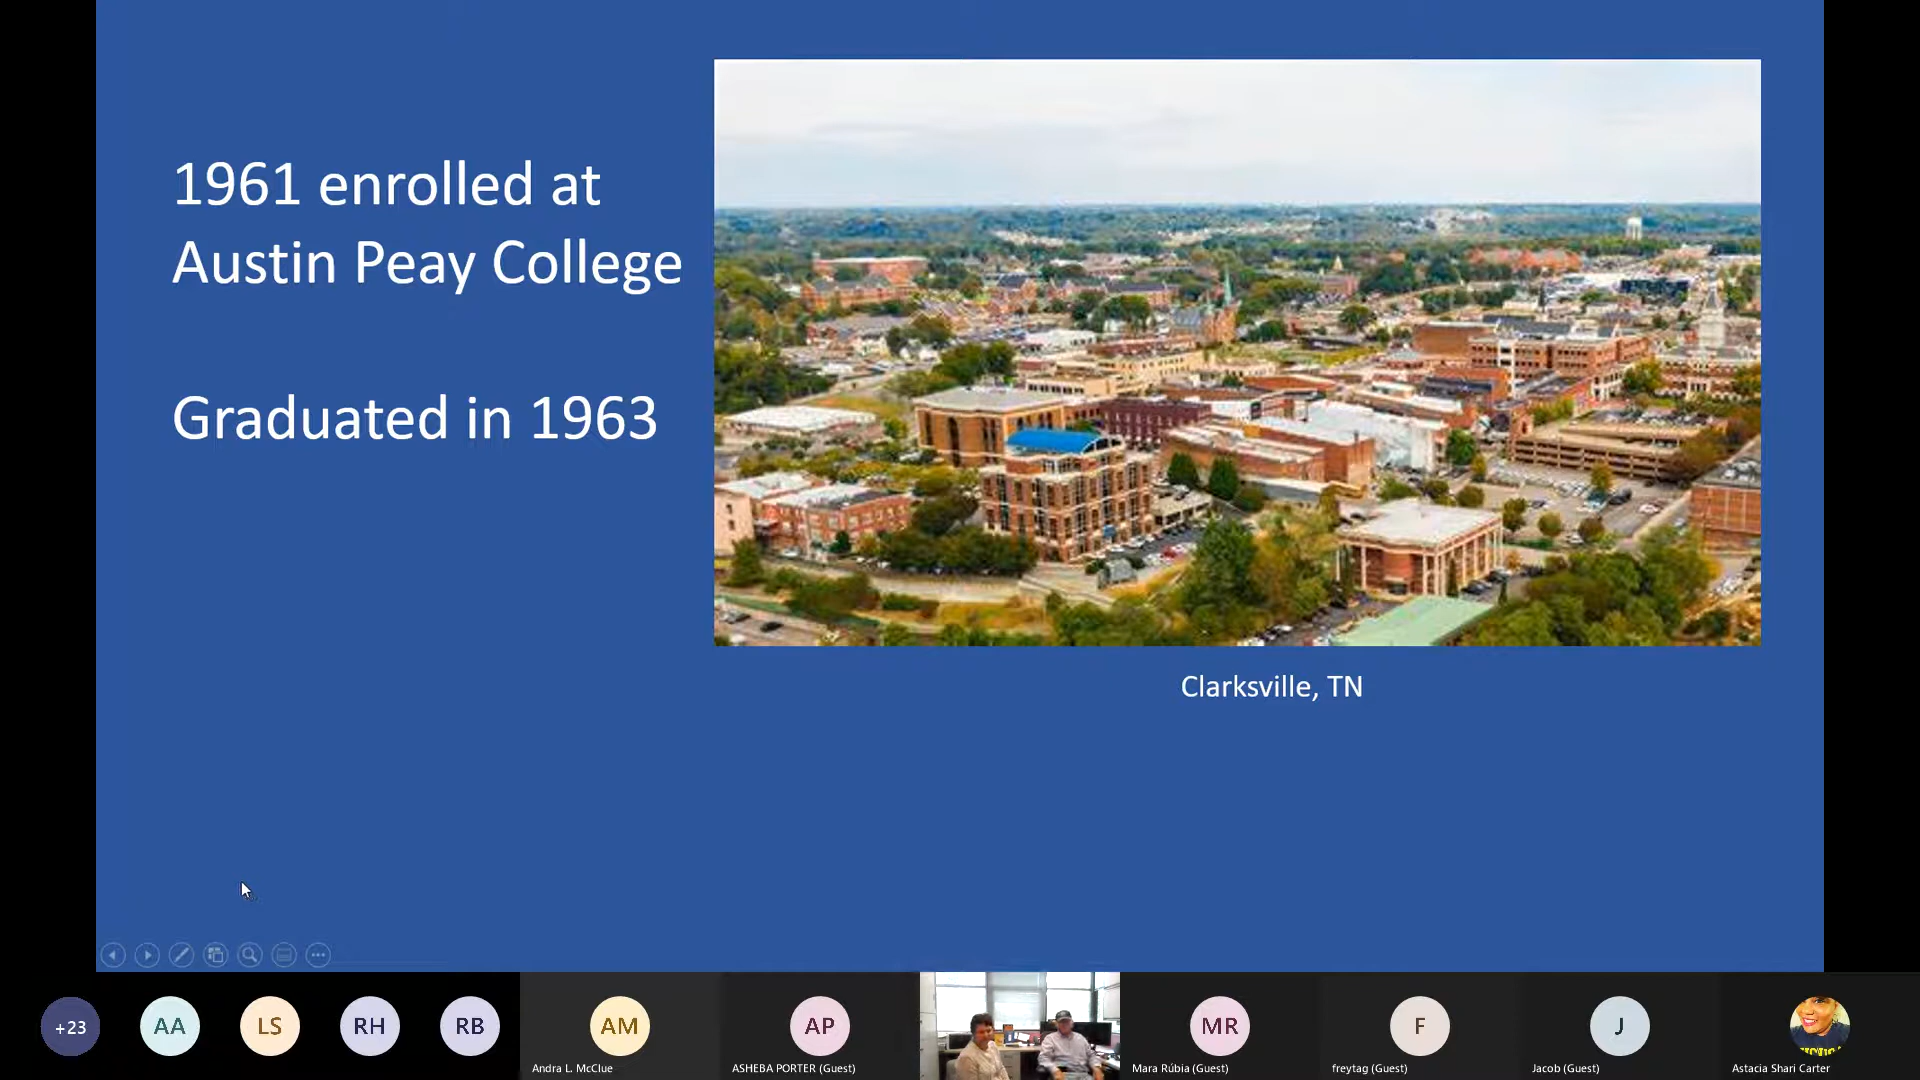 1961 enrolled at
Austin Peay College
Graduated in 1963
Clarksville, TN
+23
AA
LS
RH
RB
AM
AP
MR
F
J
Andra L. McClue
ASHEBA PORTER (Guest)
Mara Rúbia (Guest)
freytag (Guest)
Jacob (Guest)
Astacia Shari Carter